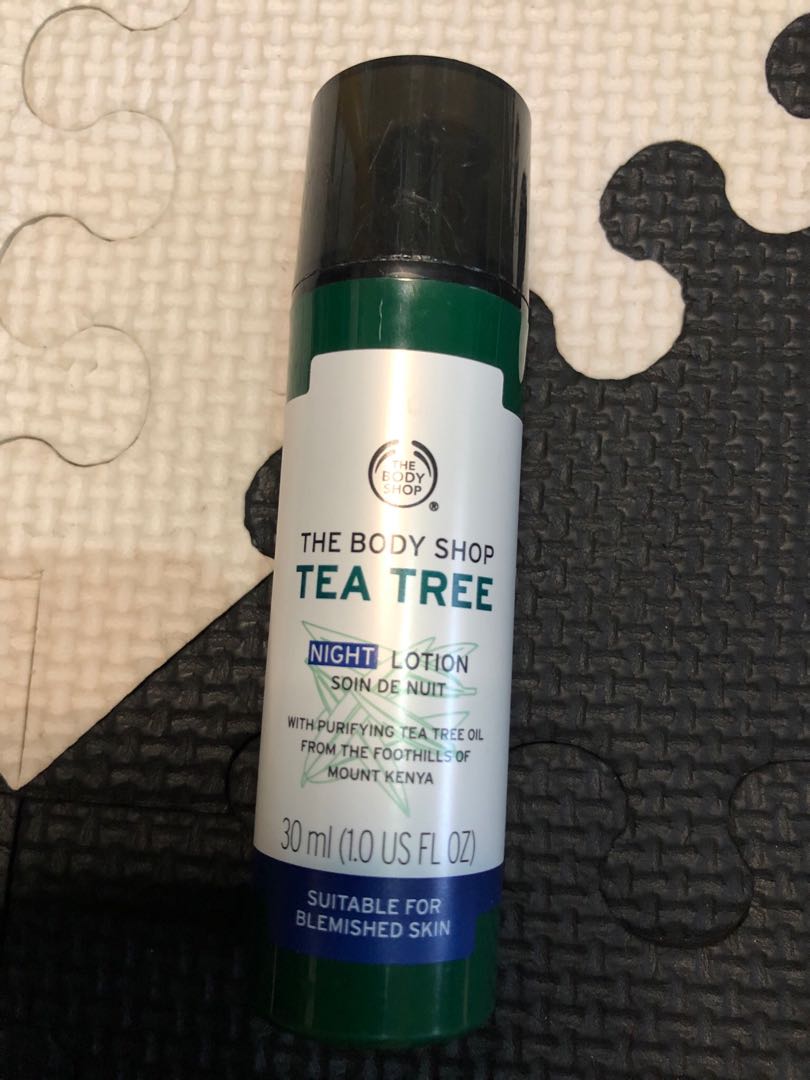 THE
BODY
SHOP
®
THE BODY SHOP
TEA TREE
NIGHT LOTION
SOIN DE NUIT
WITH PURIFYING TEA TREE OIL
FROM THE FOOTHILLS OF
MOUNT KENYA
30 ml (1.0 US FL OZ)
SUITABLE FOR
BLEMISHED SKIN